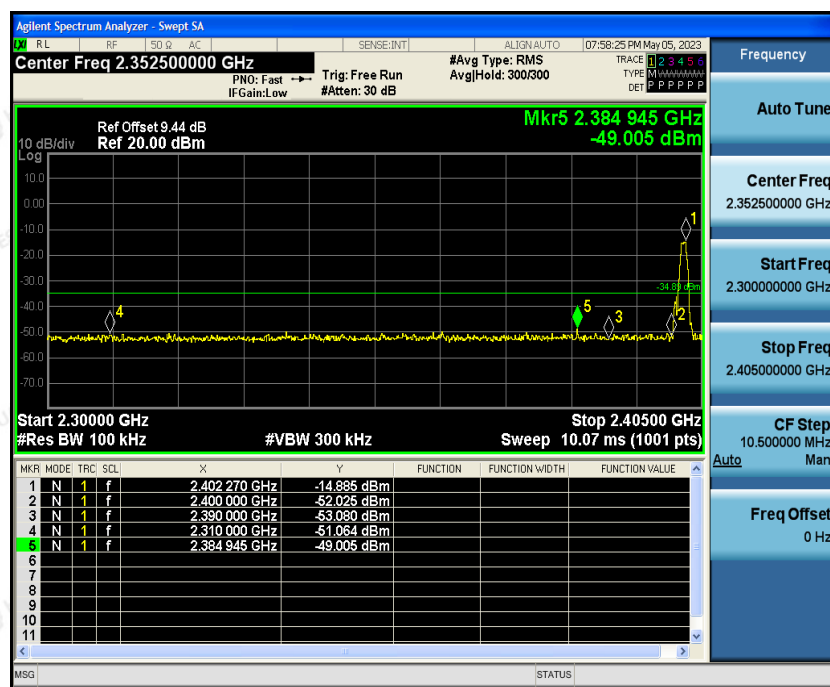 Agilent Spectrum Analyzer - Swept SA
LXI RL RF 50 Ω AC SENSE:INT ALIGN AUTO 07:58:25 PM May 05, 2023
Center Freq 2.352500000 GHz
PNO: Fast
IFGain:Low
Trig: Free Run
#Atten: 30 dB
#Avg Type: RMS
Avg|Hold: 300/300
TRACE 1 2 3 4 5 6
TYPE M WWWWW
DET P P P P P P
Ref Offset 9.44 dB
Ref 20.00 dBm
10 dB/div
Log
Mkr5 2.384 945 GHz
-49.005 dBm
10.0
0.00
-10.0
-20.0
-30.0
-40.0
-50.0
-60.0
-70.0
1
-34.89 dBm
4
5
3
2
Start 2.30000 GHz Stop 2.40500 GHz
#Res BW 100 kHz #VBW 300 kHz Sweep 10.07 ms (1001 pts)
MKR MODE TRC SCL X Y FUNCTION FUNCTION WIDTH FUNCTION VALUE
1 N 1 f 2.402 270 GHz -14.885 dBm
2 N 1 f 2.400 000 GHz -52.025 dBm
3 N 1 f 2.390 000 GHz -53.080 dBm
4 N 1 f 2.310 000 GHz -51.064 dBm
5 N 1 f 2.384 945 GHz -49.005 dBm
6
7
8
9
10
11
MSG STATUS
Frequency
Auto Tune
Center Freq
2.352500000 GHz
Start Freq
2.300000000 GHz
Stop Freq
2.405000000 GHz
CF Step
10.500000 MHz
Auto Man
Freq Offset
0 Hz